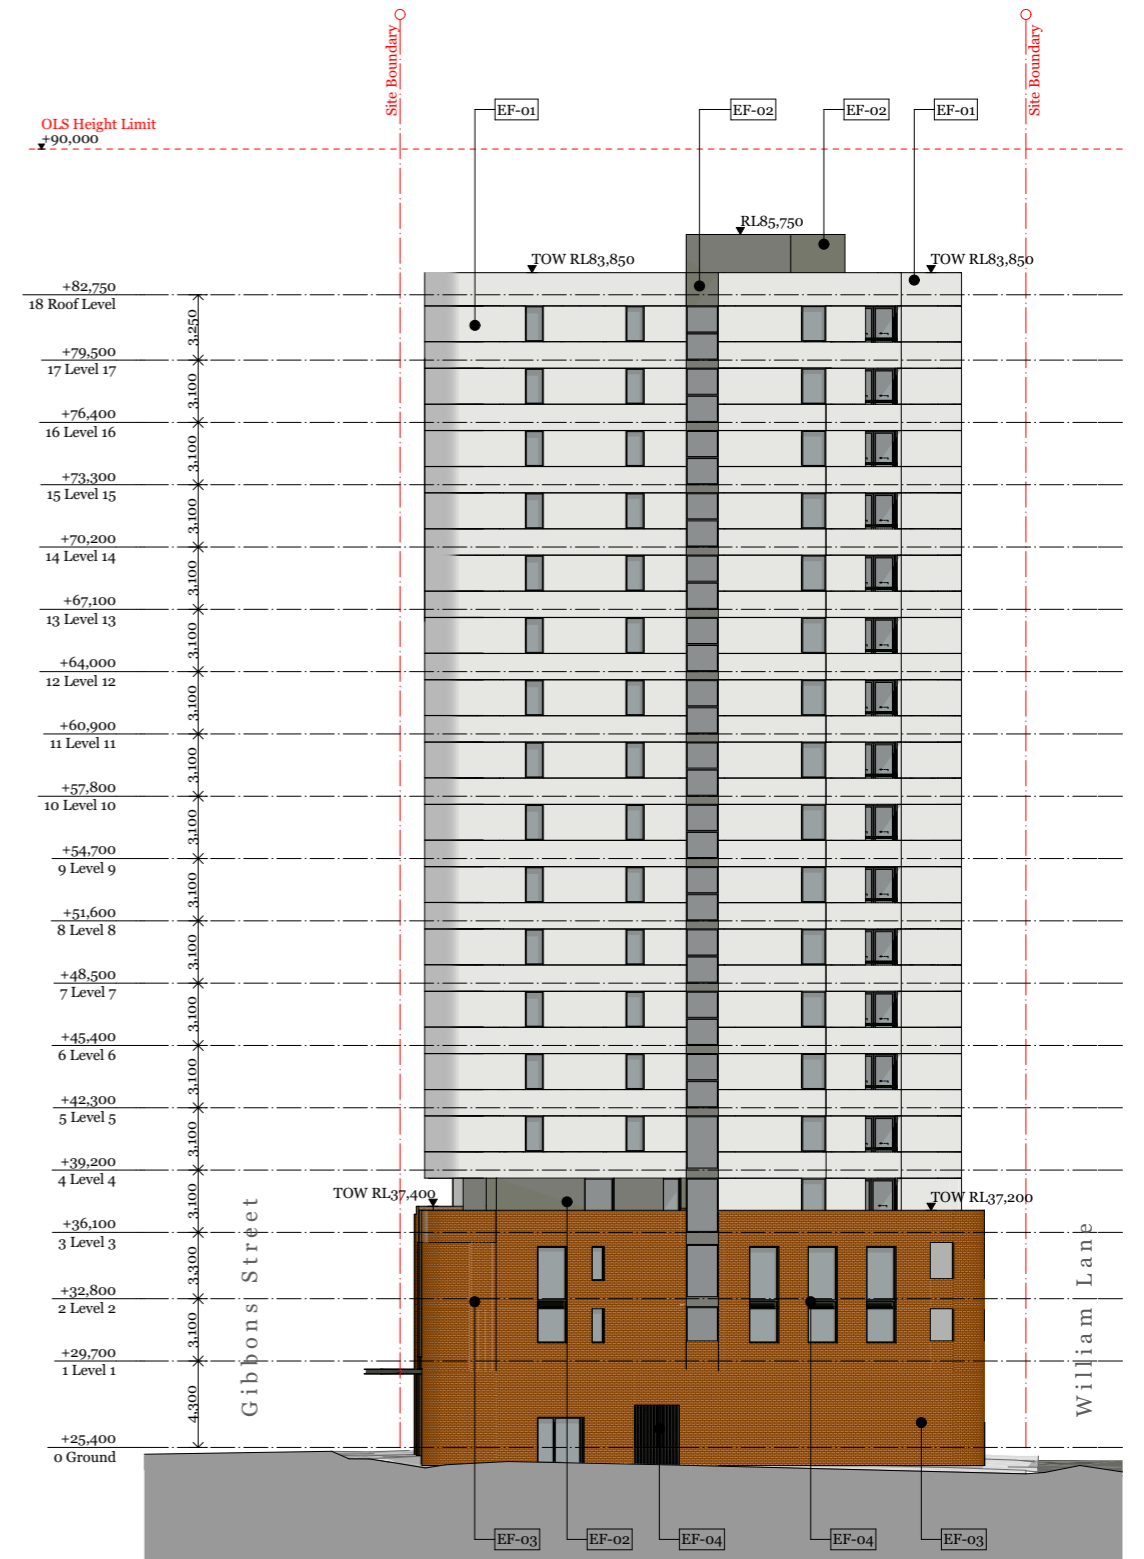 Site Boundary
Site Boundary
EF-01
EF-02
EF-02
EF-01
OLS Height Limit
+90,000
RL85,750
TOW RL83,850
TOW RL83,850
+82,750
18 Roof Level
3,250
+79,500
17 Level 17
3,100
+76,400
16 Level 16
3,100
+73,300
15 Level 15
3,100
+70,200
14 Level 14
3,100
+67,100
13 Level 13
3,100
+64,000
12 Level 12
3,100
+60,900
11 Level 11
3,100
+57,800
10 Level 10
3,100
+54,700
9 Level 9
3,100
+51,600
8 Level 8
3,100
+48,500
7 Level 7
3,100
+45,400
6 Level 6
3,100
+42,300
5 Level 5
3,100
+39,200
4 Level 4
3,100
TOW RL37,400
TOW RL37,200
+36,100
3 Level 3
3,300
+32,800
2 Level 2
3,100
+29,700
1 Level 1
4,300
+25,400
0 Ground
Gibbons Street
William Lane
EF-03
EF-02
EF-04
EF-04
EF-03